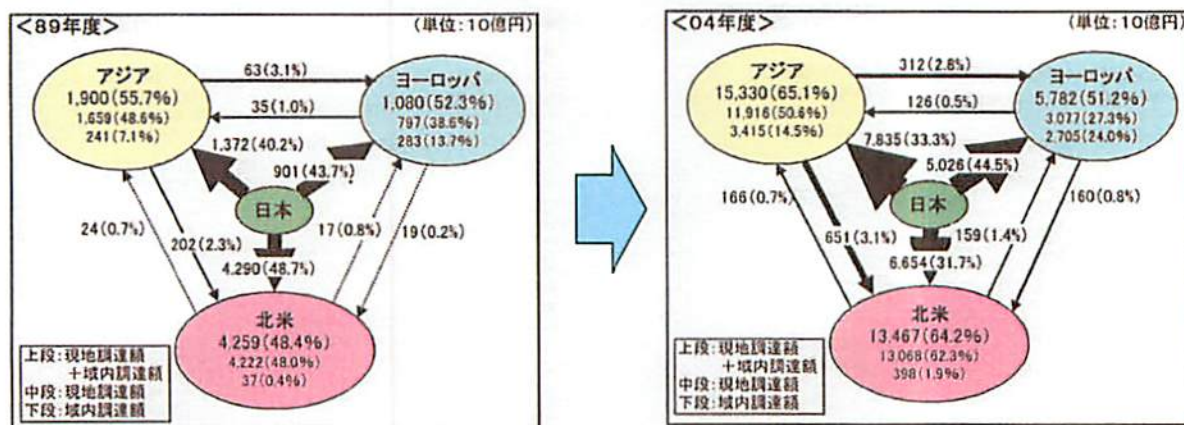 <89年度>
(単位:10億円)
アジア
1,900(55.7%)
1,659(48.6%)
241(7.1%)
63(3.1%)
35(1.0%)
ヨーロッパ
1,080(52.3%)
797(38.6%)
283(13.7%)
1,372(40.2%)
901(43.7%)
日本
24(0.7%)
202(2.3%)
17(0.8%)
19(0.2%)
4,290(48.7%)
北米
4,259(48.4%)
4,222(48.0%)
37(0.4%)
上段:現地調達額
+域内調達額
中段:現地調達額
下段:域内調達額
<04年度>
(単位:10億円)
アジア
15,330(65.1%)
11,916(50.6%)
3,415(14.5%)
312(2.8%)
126(0.5%)
ヨーロッパ
5,782(51.2%)
3,077(27.3%)
2,705(24.0%)
7,835(33.3%)
5,026(44.5%)
日本
166(0.7%)
651(3.1%)
159(1.4%)
160(0.8%)
6,654(31.7%)
北米
13,467(64.2%)
13,068(62.3%)
398(1.9%)
上段:現地調達額
+域内調達額
中段:現地調達額
下段:域内調達額